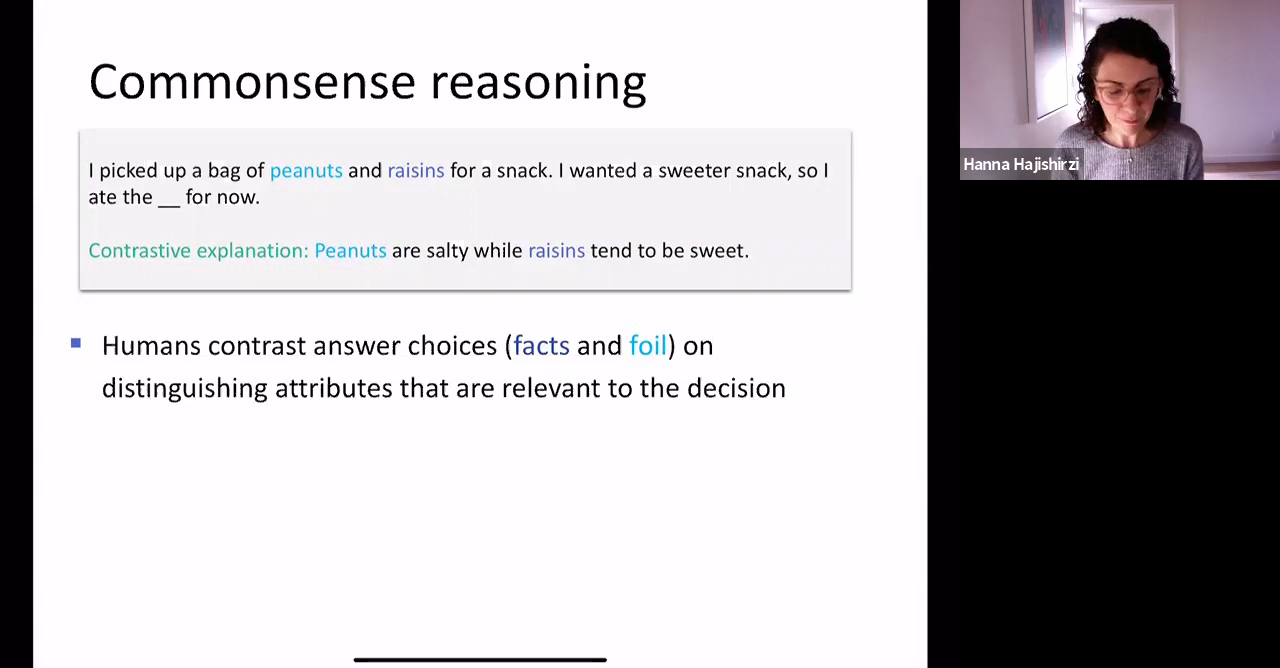 Commonsense reasoning
I picked up a bag of peanuts and raisins for a snack. I wanted a sweeter snack, so I
ate the __ for now.
Contrastive explanation: Peanuts are salty while raisins tend to be sweet.
Humans contrast answer choices (facts and foil) on
distinguishing attributes that are relevant to the decision
Hanna Hajishirzi